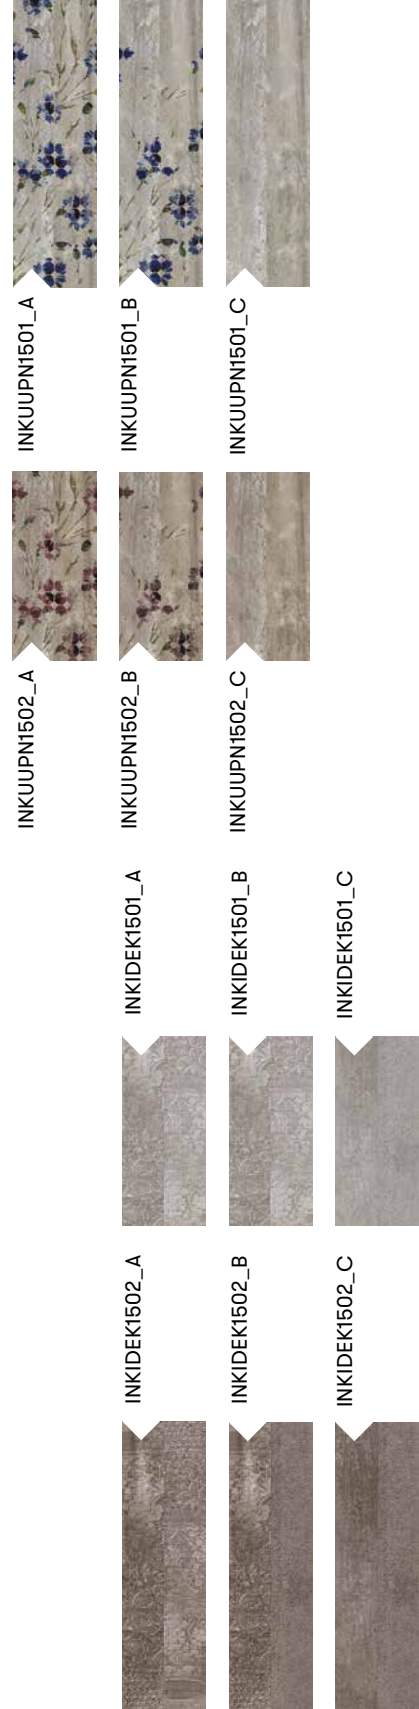 INKUUPN1501_A
INKUUPN1501_B
INKUUPN1501_C
INKUUPN1502_A
INKUUPN1502_B
INKUUPN1502_C
INKIDEK1501_A
INKIDEK1501_B
INKIDEK1501_C
INKIDEK1502_A
INKIDEK1502_B
INKIDEK1502_C